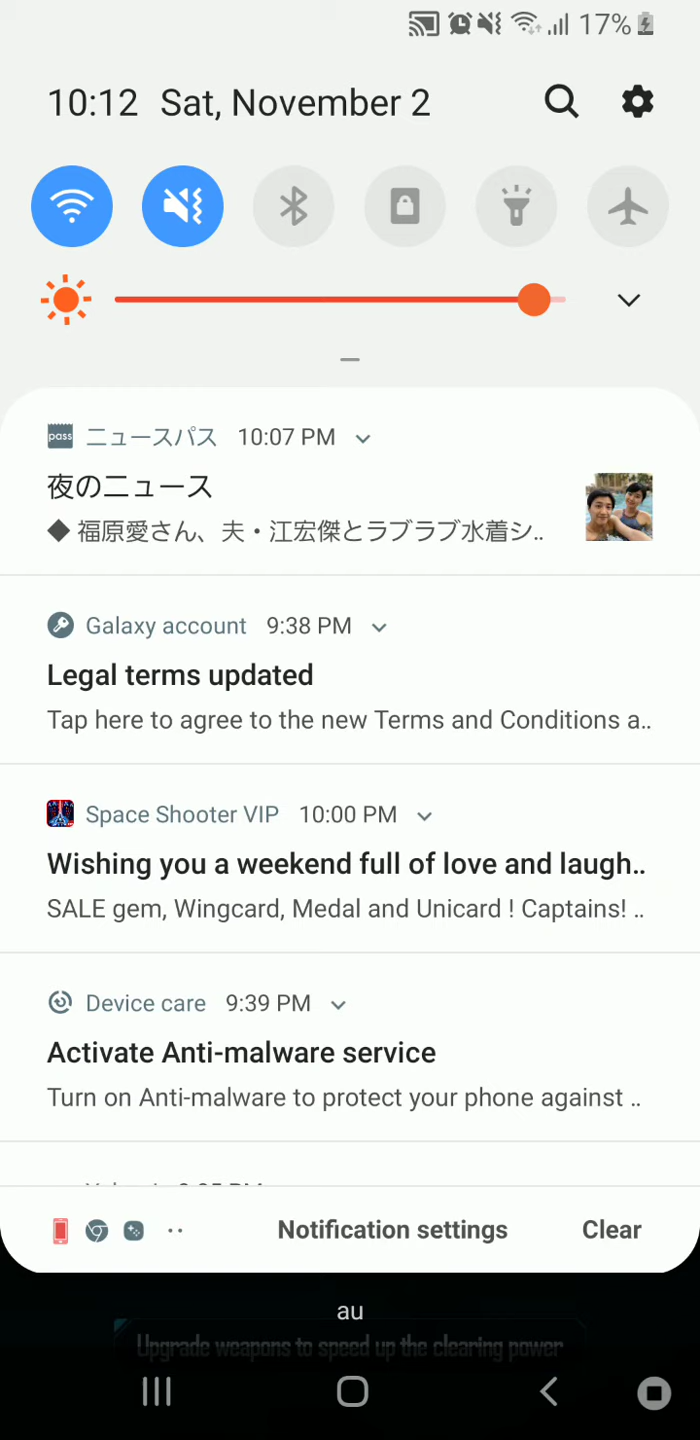 17%
10:12 Sat, November 2
pass ニュースパス 10:07 PM
夜のニュース
◆ 福原愛さん、夫・江宏傑とラブラブ水着シ..
Galaxy account 9:38 PM
Legal terms updated
Tap here to agree to the new Terms and Conditions a..
Space Shooter VIP 10:00 PM
Wishing you a weekend full of love and laugh..
SALE gem, Wingcard, Medal and Unicard ! Captains! ..
Device care 9:39 PM
Activate Anti-malware service
Turn on Anti-malware to protect your phone against ..
Notification settings Clear
au
Upgrade weapons to speed up the clearing power